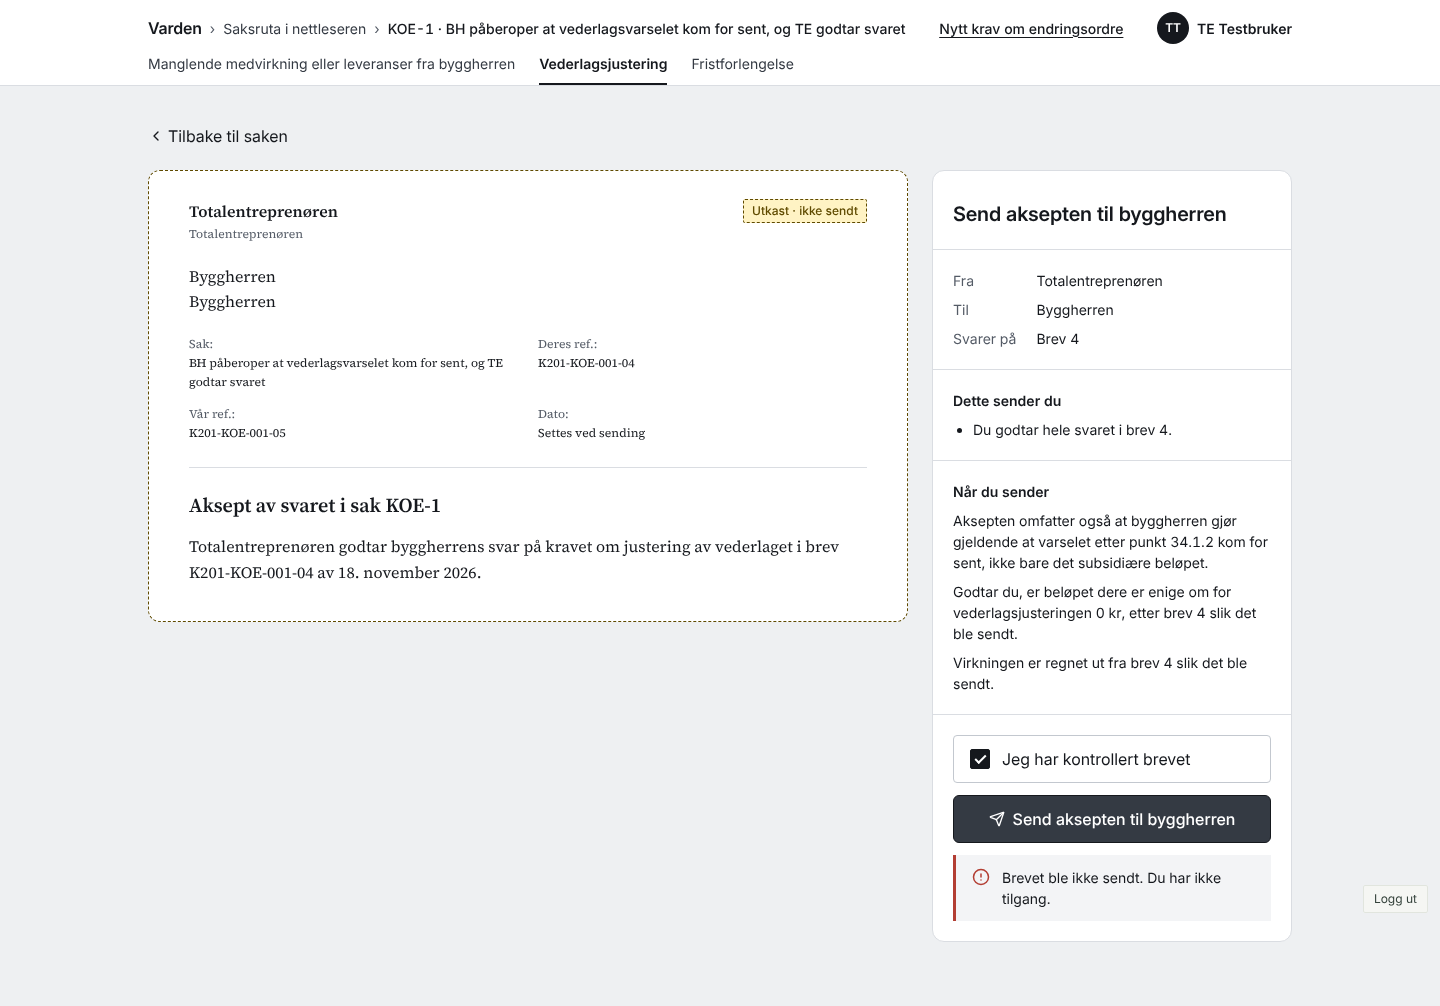 Varden › Saksruta i nettleseren › KOE-1 · BH påberoper at vederlagsvarselet kom for sent, og TE godtar svaret
Nytt krav om endringsordre
TT TE Testbruker
Manglende medvirkning eller leveranser fra byggherren
Vederlagsjustering
Fristforlengelse
Tilbake til saken
Totalentreprenøren
Utkast · ikke sendt
Totalentreprenøren
Byggherren
Byggherren
Sak:
BH påberoper at vederlagsvarselet kom for sent, og TE
godtar svaret
Deres ref.:
K201-KOE-001-04
Vår ref.:
K201-KOE-001-05
Dato:
Settes ved sending
Aksept av svaret i sak KOE-1
Totalentreprenøren godtar byggherrens svar på kravet om justering av vederlaget i brev
K201-KOE-001-04 av 18. november 2026.
Send aksepten til byggherren
Fra Totalentreprenøren
Til Byggherren
Svarer på Brev 4
Dette sender du
• Du godtar hele svaret i brev 4.
Når du sender
Aksepten omfatter også at byggherren gjør
gjeldende at varselet etter punkt 34.1.2 kom for
sent, ikke bare det subsidiære beløpet.
Godtar du, er beløpet dere er enige om for
vederlagsjusteringen 0 kr, etter brev 4 slik det
ble sendt.
Virkningen er regnet ut fra brev 4 slik det ble
sendt.
Jeg har kontrollert brevet
Send aksepten til byggherren
Brevet ble ikke sendt. Du har ikke
tilgang.
Logg ut